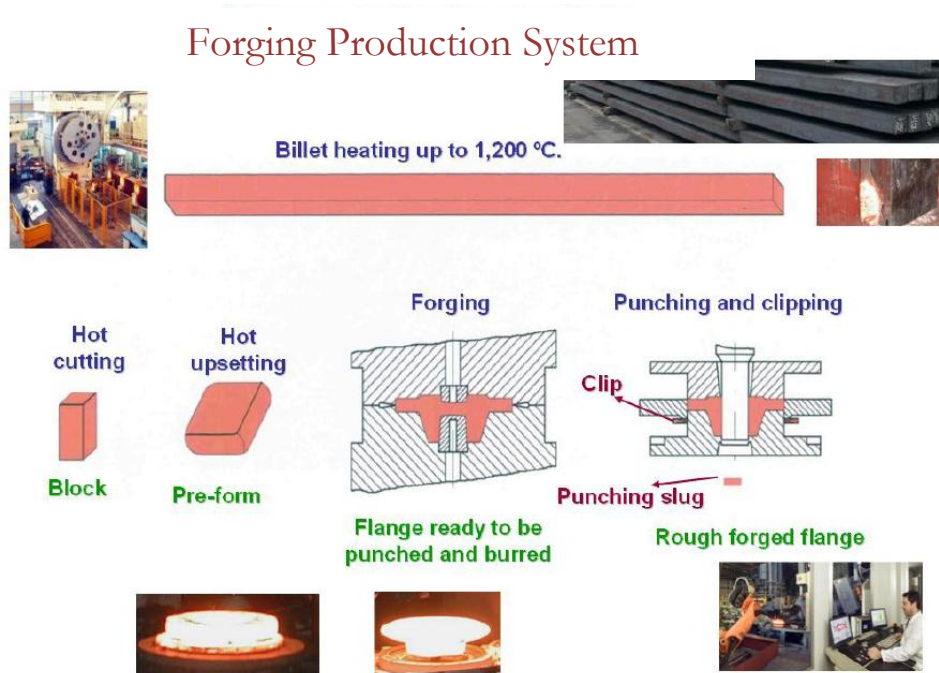 Forging Production System
Billet heating up to 1,200 ºC.
Forging
Punching and clipping
Hot
cutting
Hot
upsetting
Clip
Block
Pre-form
Punching slug
Flange ready to be
punched and burred
Rough forged flange